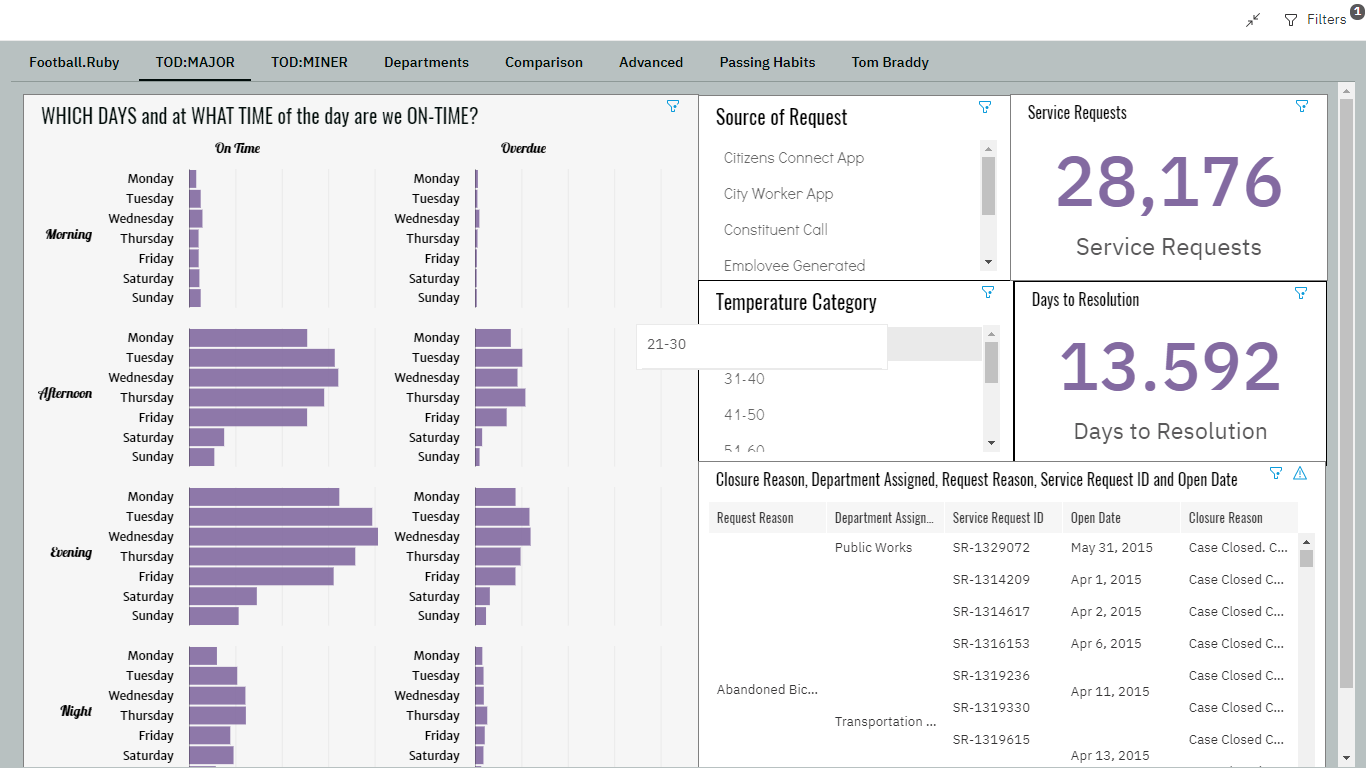 Filters 1
Football.Ruby TOD:MAJOR TOD:MINER Departments Comparison Advanced Passing Habits Tom Braddy
WHICH DAYS and at WHAT TIME of the day are we ON-TIME?
On Time Overdue
Morning
Monday Monday
Tuesday Tuesday
Wednesday Wednesday
Thursday Thursday
Friday Friday
Saturday Saturday
Sunday Sunday
Afternoon
Monday Monday
Tuesday Tuesday
Wednesday Wednesday
Thursday Thursday
Friday Friday
Saturday Saturday
Sunday Sunday
Evening
Monday Monday
Tuesday Tuesday
Wednesday Wednesday
Thursday Thursday
Friday Friday
Saturday Saturday
Sunday Sunday
Night
Monday Monday
Tuesday Tuesday
Wednesday Wednesday
Thursday Thursday
Friday Friday
Saturday Saturday
Source of Request
Citizens Connect App
City Worker App
Constituent Call
Employee Generated
Service Requests
28,176
Service Requests
Temperature Category
21-30
31-40
41-50
51-60
Days to Resolution
13.592
Days to Resolution
Closure Reason, Department Assigned, Request Reason, Service Request ID and Open Date
Request Reason Department Assign... Service Request ID Open Date Closure Reason
Public Works SR-1329072 May 31, 2015 Case Closed. C...
SR-1314209 Apr 1, 2015 Case Closed C...
SR-1314617 Apr 2, 2015 Case Closed C...
SR-1316153 Apr 6, 2015 Case Closed C...
SR-1319236 Case Closed C...
Abandoned Bic... Apr 11, 2015
SR-1319330 Case Closed C...
Transportation ...
SR-1319615 Case Closed C...
Apr 13, 2015